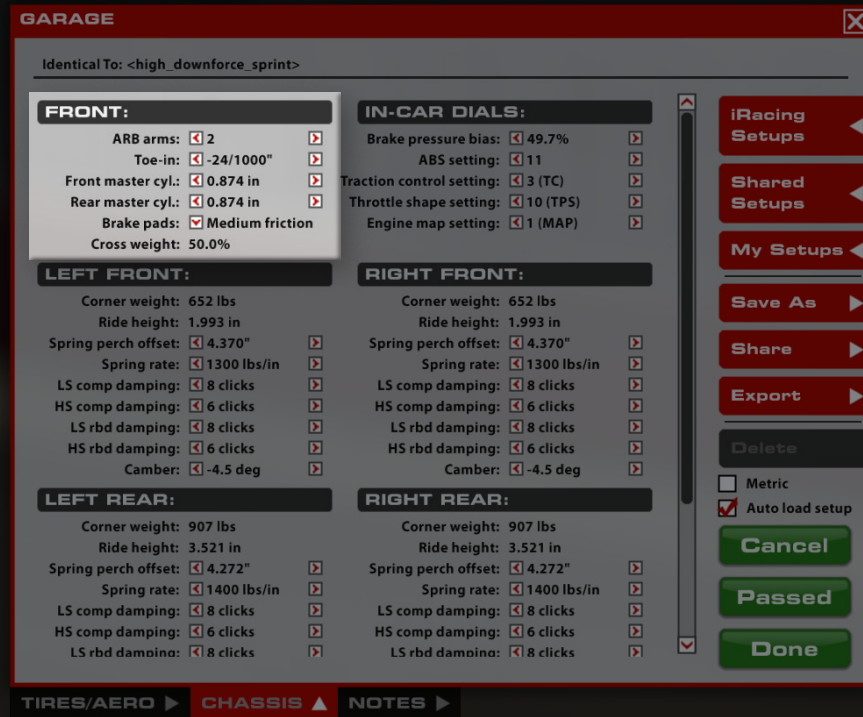 GARAGE
Identical To: <high_downforce_sprint>
FRONT:
ARB arms: 2
Toe-in: -24/1000"
Front master cyl.: 0.874 in
Rear master cyl.: 0.874 in
Brake pads: Medium friction
Cross weight: 50.0%
IN-CAR DIALS:
Brake pressure bias: 49.7%
ABS setting: 11
Traction control setting: 3 (TC)
Throttle shape setting: 10 (TPS)
Engine map setting: 1 (MAP)
LEFT FRONT:
Corner weight: 652 lbs
Ride height: 1.993 in
Spring perch offset: 4.370"
Spring rate: 1300 lbs/in
LS comp damping: 8 clicks
HS comp damping: 6 clicks
LS rbd damping: 8 clicks
HS rbd damping: 6 clicks
Camber: -4.5 deg
RIGHT FRONT:
Corner weight: 652 lbs
Ride height: 1.993 in
Spring perch offset: 4.370"
Spring rate: 1300 lbs/in
LS comp damping: 8 clicks
HS comp damping: 6 clicks
LS rbd damping: 8 clicks
HS rbd damping: 6 clicks
Camber: -4.5 deg
LEFT REAR:
Corner weight: 907 lbs
Ride height: 3.521 in
Spring perch offset: 4.272"
Spring rate: 1400 lbs/in
LS comp damping: 8 clicks
HS comp damping: 6 clicks
LS rbd damping: 8 clicks
RIGHT REAR:
Corner weight: 907 lbs
Ride height: 3.521 in
Spring perch offset: 4.272"
Spring rate: 1400 lbs/in
LS comp damping: 8 clicks
HS comp damping: 6 clicks
LS rbd damping: 8 clicks
iRacing
Setups
Shared
Setups
My Setups
Save As
Share
Export
Delete
Metric
Auto load setup
Cancel
Passed
Done
TIRES/AERO
CHASSIS
NOTES